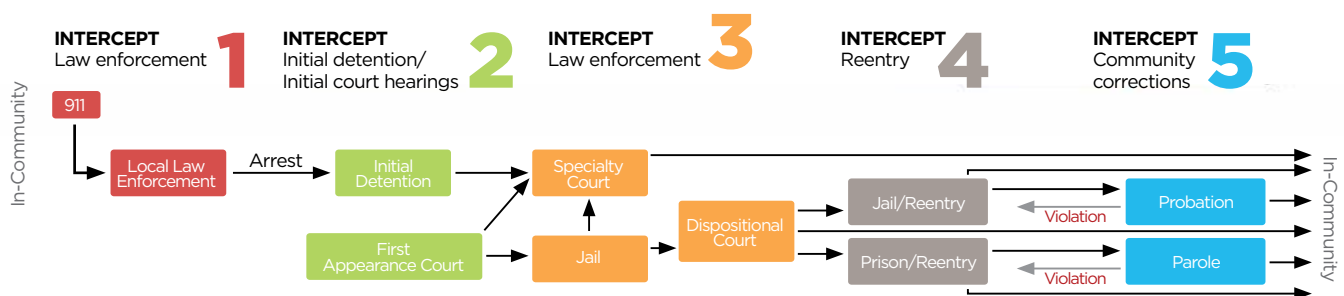 INTERCEPT
Law enforcement
1
INTERCEPT
Initial detention/
Initial court hearings
2
INTERCEPT
Law enforcement
3
INTERCEPT
Reentry
4
INTERCEPT
Community
corrections
5
In-Community
911
Local Law
Enforcement
Arrest
Initial
Detention
Specialty
Court
First
Appearance Court
Jail
Dispositional
Court
Jail/Reentry
Violation
Probation
Prison/Reentry
Violation
Parole
In-Community